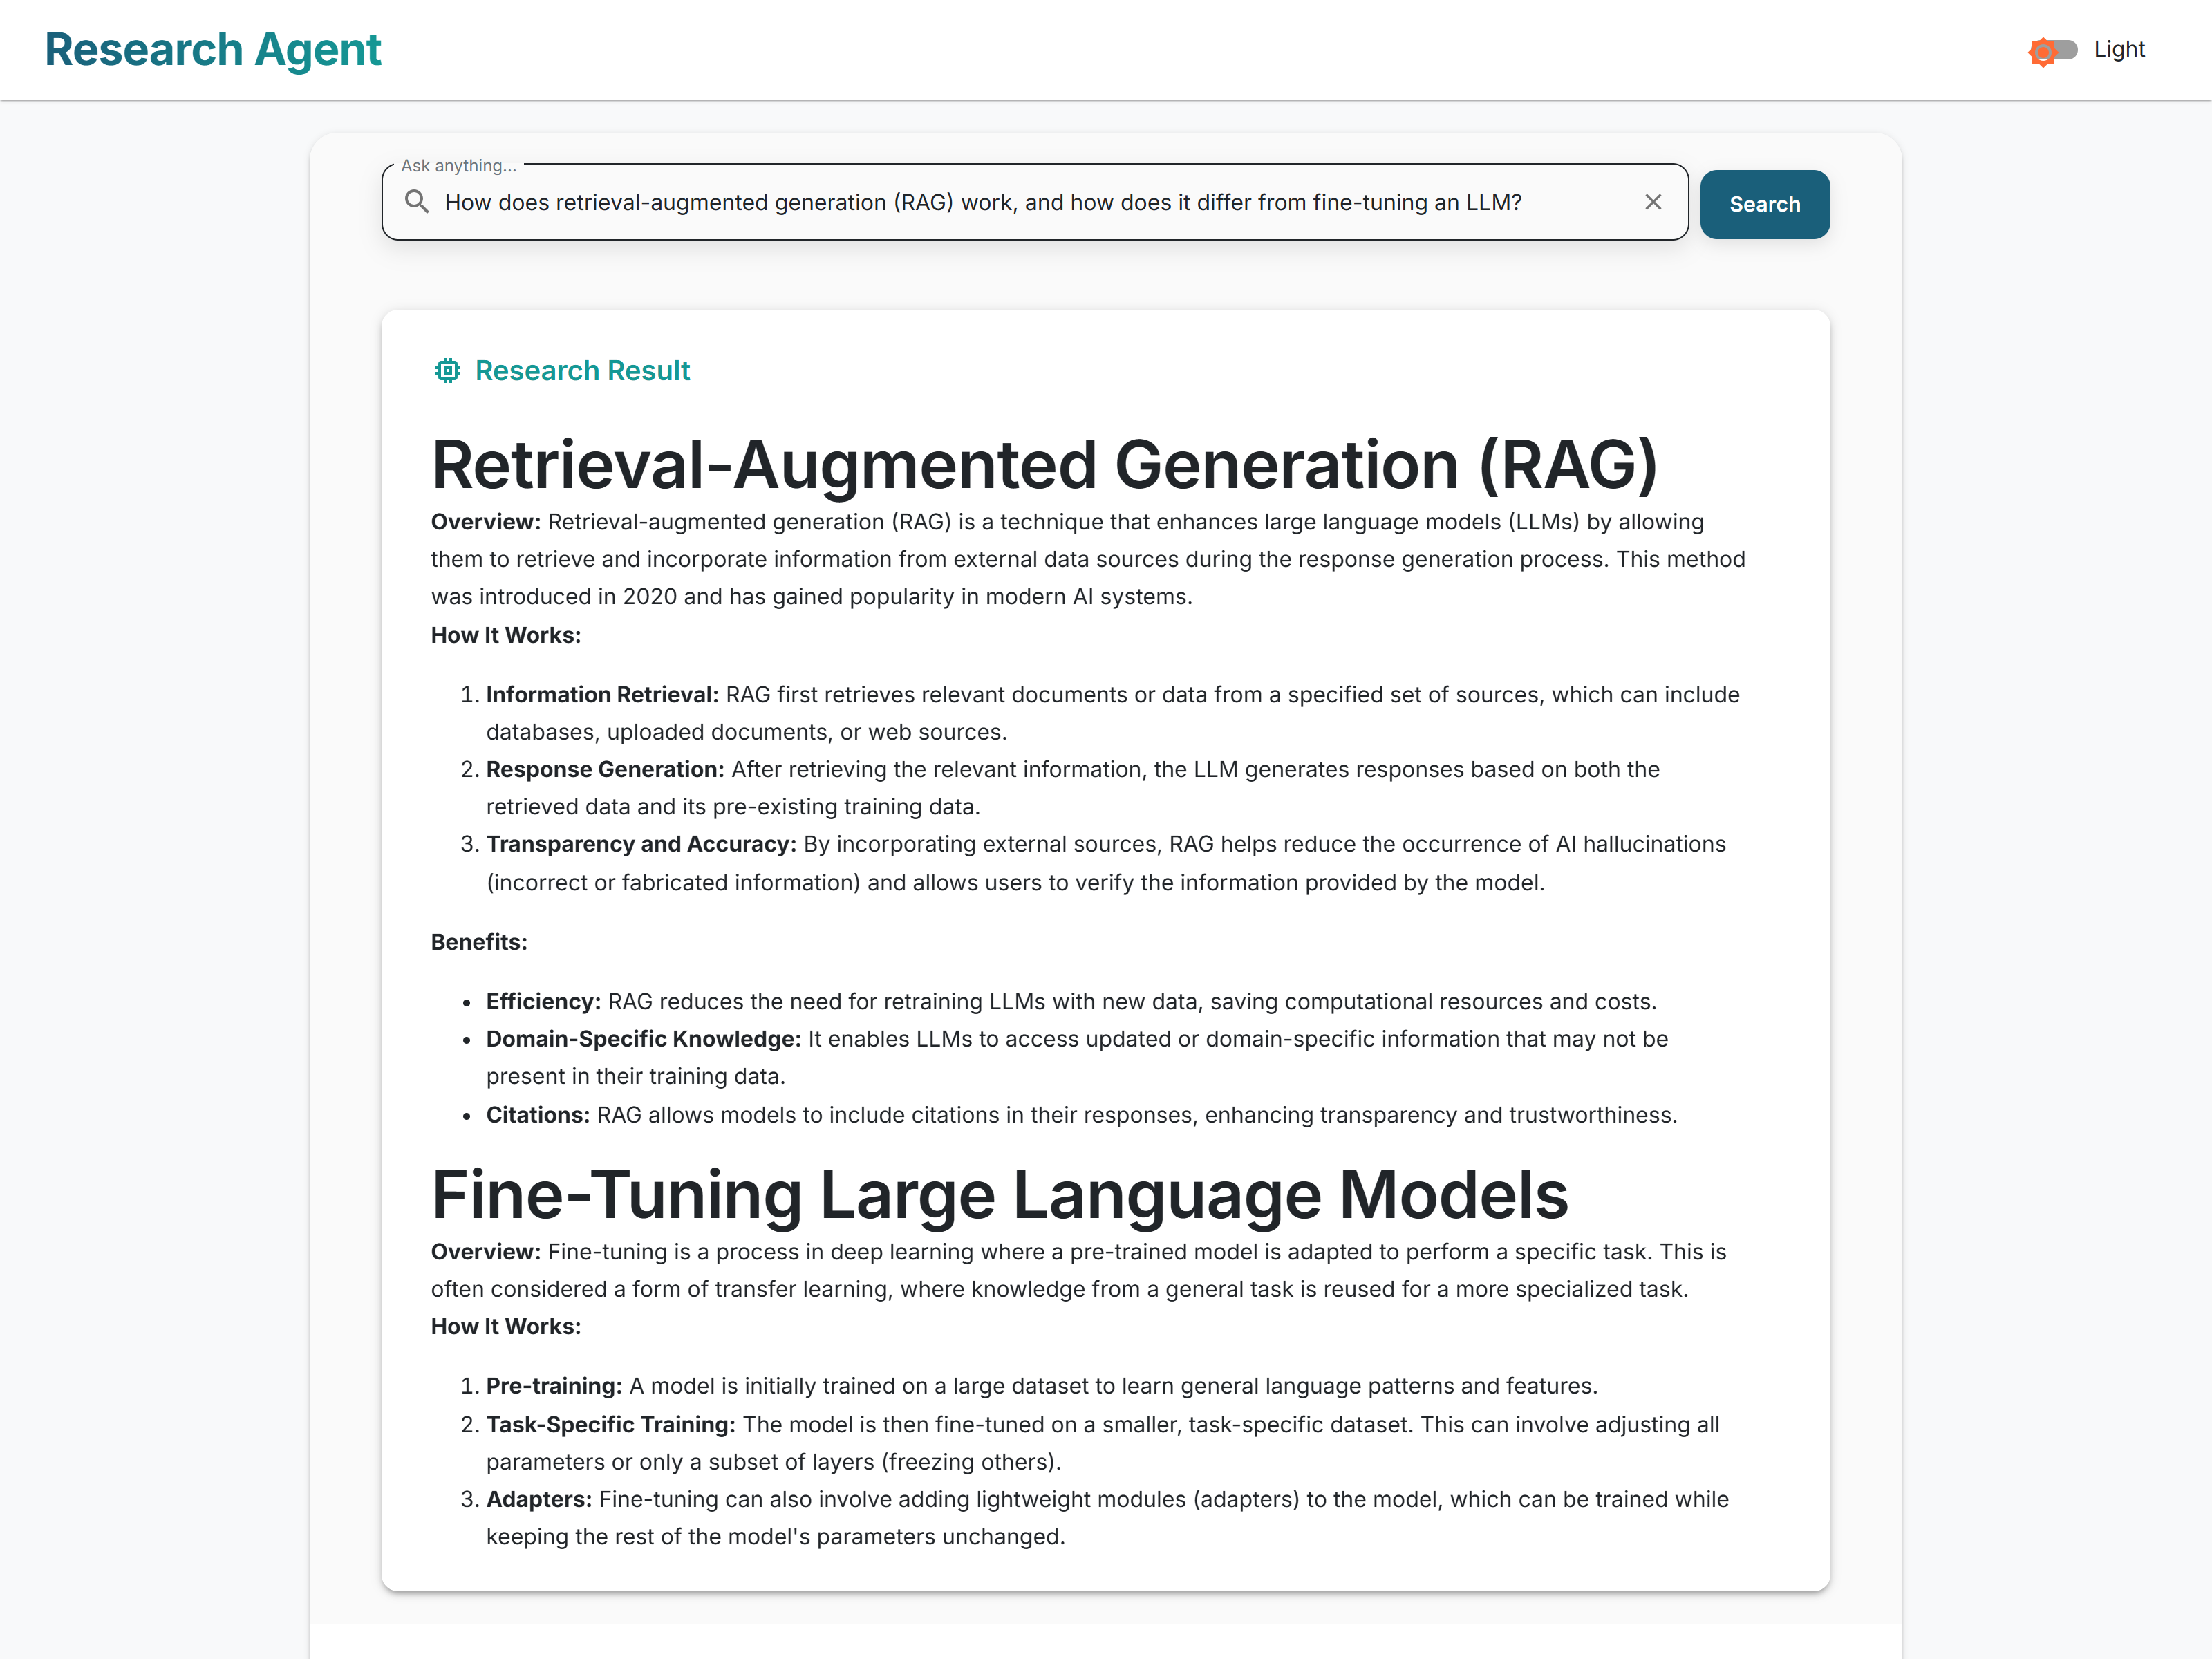 Research Agent
Light
Ask anything...
How does retrieval-augmented generation (RAG) work, and how does it differ from fine-tuning an LLM?
Search
Research Result
Retrieval-Augmented Generation (RAG)
Overview: Retrieval-augmented generation (RAG) is a technique that enhances large language models (LLMs) by allowing
them to retrieve and incorporate information from external data sources during the response generation process. This method
was introduced in 2020 and has gained popularity in modern AI systems.
How It Works:
1. Information Retrieval: RAG first retrieves relevant documents or data from a specified set of sources, which can include
databases, uploaded documents, or web sources.
2. Response Generation: After retrieving the relevant information, the LLM generates responses based on both the
retrieved data and its pre-existing training data.
3. Transparency and Accuracy: By incorporating external sources, RAG helps reduce the occurrence of AI hallucinations
(incorrect or fabricated information) and allows users to verify the information provided by the model.
Benefits:
• Efficiency: RAG reduces the need for retraining LLMs with new data, saving computational resources and costs.
• Domain-Specific Knowledge: It enables LLMs to access updated or domain-specific information that may not be
present in their training data.
• Citations: RAG allows models to include citations in their responses, enhancing transparency and trustworthiness.
Fine-Tuning Large Language Models
Overview: Fine-tuning is a process in deep learning where a pre-trained model is adapted to perform a specific task. This is
often considered a form of transfer learning, where knowledge from a general task is reused for a more specialized task.
How It Works:
1. Pre-training: A model is initially trained on a large dataset to learn general language patterns and features.
2. Task-Specific Training: The model is then fine-tuned on a smaller, task-specific dataset. This can involve adjusting all
parameters or only a subset of layers (freezing others).
3. Adapters: Fine-tuning can also involve adding lightweight modules (adapters) to the model, which can be trained while
keeping the rest of the model's parameters unchanged.